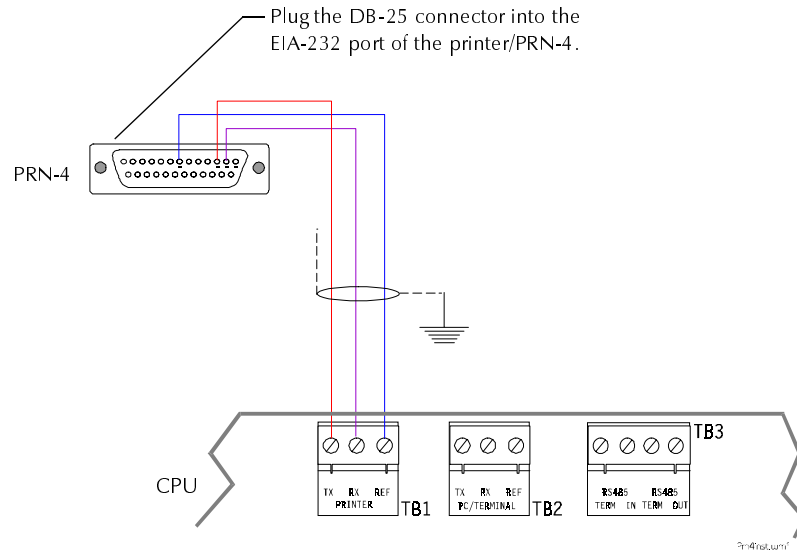 Plug the DB-25 connector into the
EIA-232 port of the printer/PRN-4.
PRN-4
CPU
TX RX REF
PRINTER
TB1
TX RX REF
PC/TERMINAL
TB2
RS485 RS485
TERM IN TERM OUT
TB3